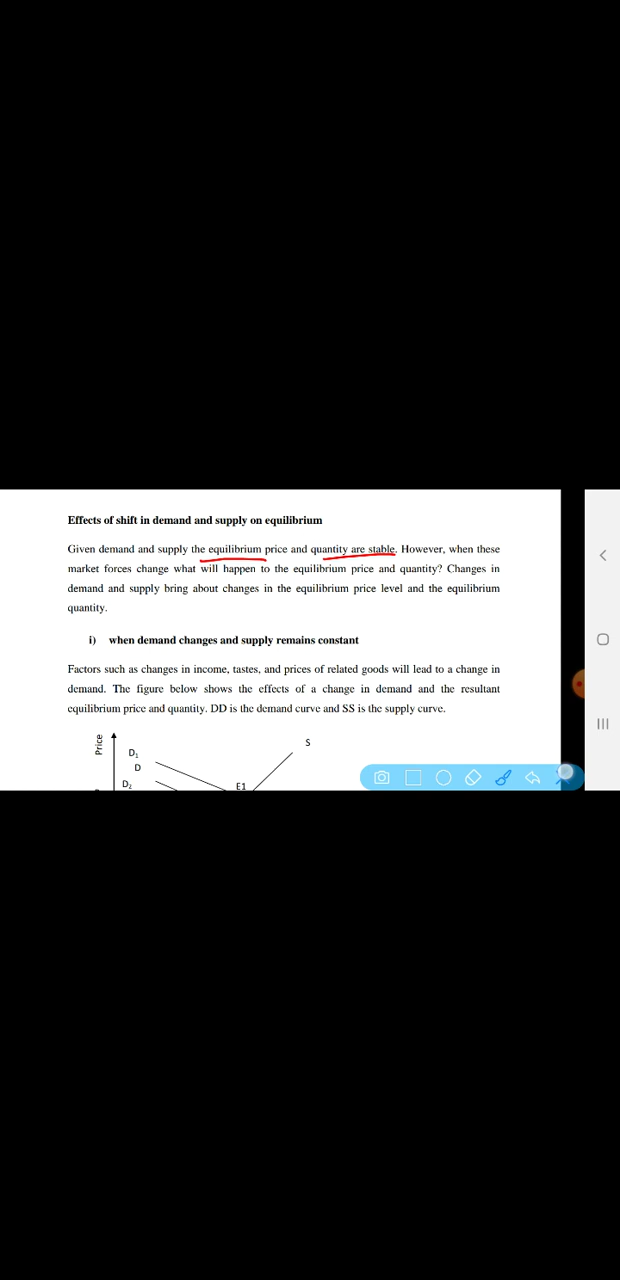 Effects of shift in demand and supply on equilibrium
Given demand and supply the equilibrium price and quantity are stable. However, when these
market forces change what will happen to the equilibrium price and quantity? Changes in
demand and supply bring about changes in the equilibrium price level and the equilibrium
quantity.
i) when demand changes and supply remains constant
Factors such as changes in income, tastes, and prices of related goods will lead to a change in
demand. The figure below shows the effects of a change in demand and the resultant
equilibrium price and quantity. DD is the demand curve and SS is the supply curve.
Price
S
D₁
D
D₂
E1